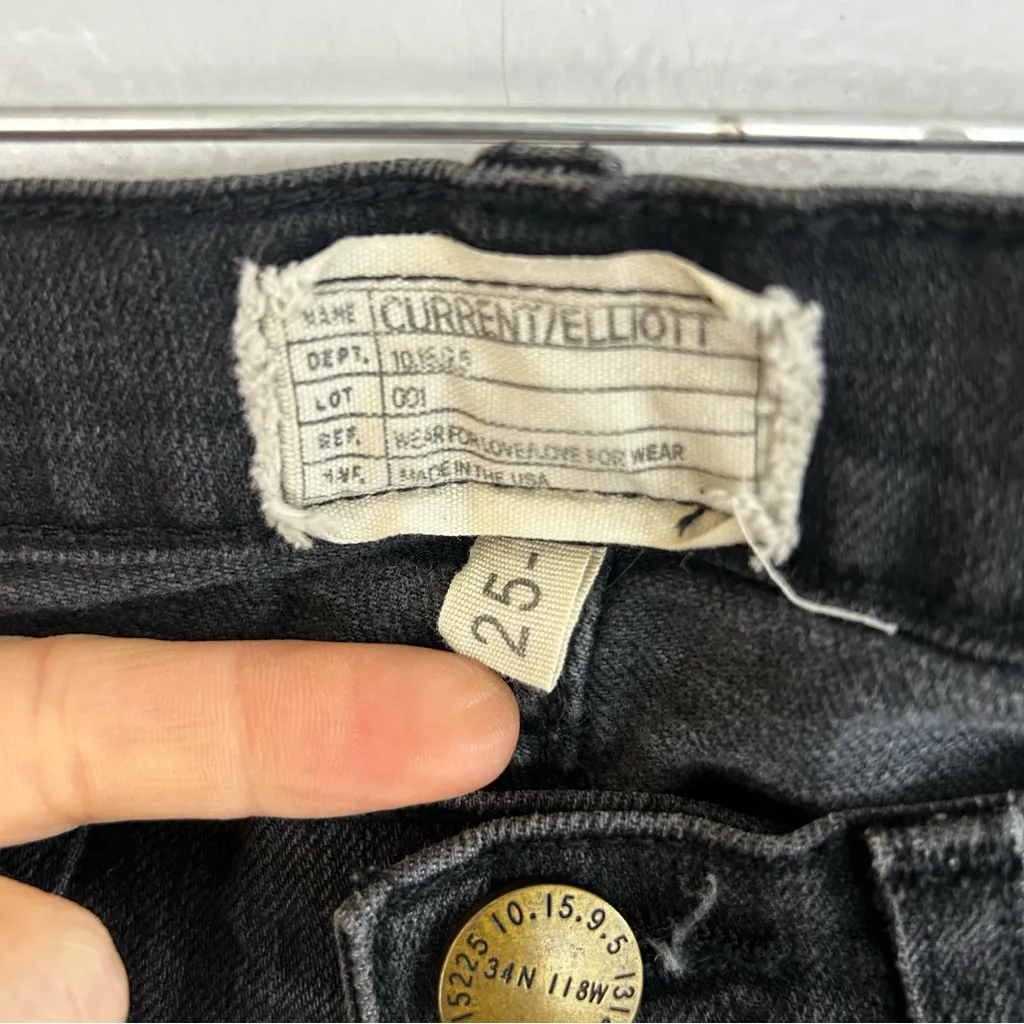 NAME CURRENT/ELLIOTT
DEPT. 10.15.9.5
LOT 001
REF. WEAR FOR LOVE/LOVE FOR WEAR
MADE IN THE USA
25-
15225 10.15.9.5 131
34N 118W